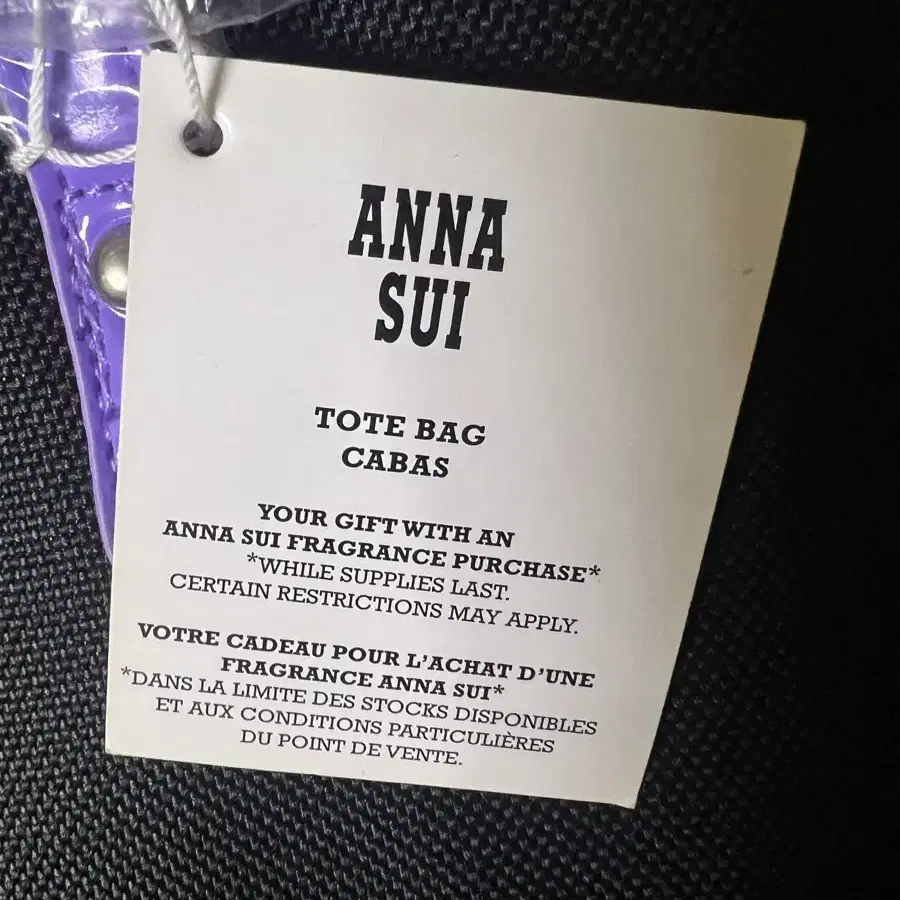 ANNA
SUI
TOTE BAG
CABAS
YOUR GIFT WITH AN
ANNA SUI FRAGRANCE PURCHASE*
*WHILE SUPPLIES LAST.
CERTAIN RESTRICTIONS MAY APPLY.
VOTRE CADEAU POUR L'ACHAT D'UNE
FRAGRANCE ANNA SUI*
*DANS LA LIMITE DES STOCKS DISPONIBLES
ET AUX CONDITIONS PARTICULIÈRES
DU POINT DE VENTE.